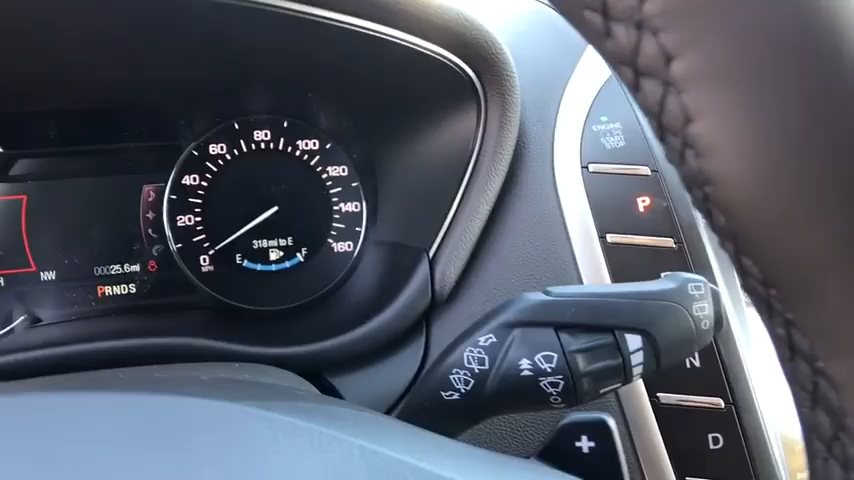 60
80
100
120
140
160
40
20
0
MPH
318 mi to E
E
F
NW
00025.6mi
PRNDS
ENGINE
START
STOP
P
N
D
+